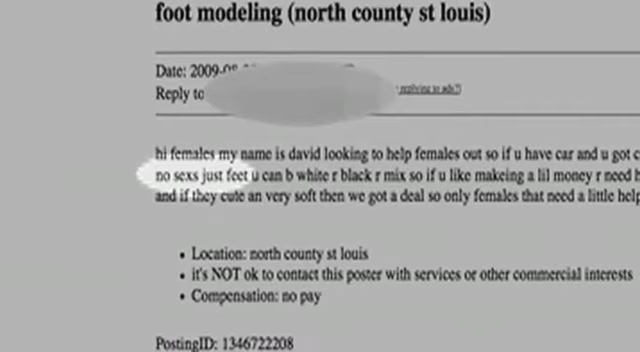 foot modeling (north county st louis)
Date: 2009-
Reply to replying to ads?)
hi females my name is david looking to help females out so if u have car and u got
no sexs just feet u can b white r black r mix so if u like makeing a lil money r need
and if they cute an very soft then we got a deal so only females that need a little help
• Location: north county st louis
• it's NOT ok to contact this poster with services or other commercial interests
• Compensation: no pay
PostingID: 1346722208